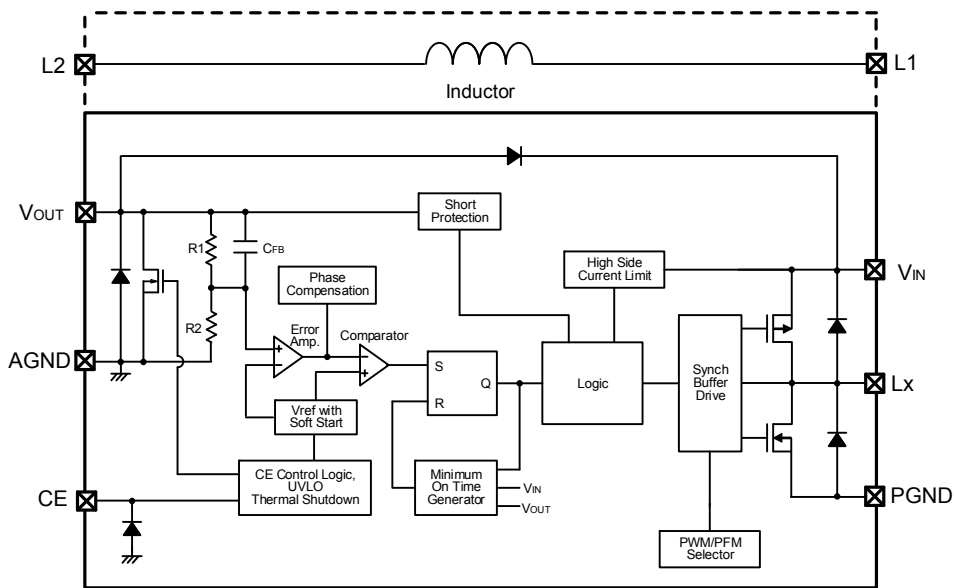 L2
L1
Inductor
VOUT
Short
Protection
R1
CFB
High Side
Current Limit
VIN
Phase
Compensation
R2
Error
Amp.
Comparator
AGND
+
−
−
+
S
Q
R
Logic
Synch
Buffer
Drive
Lx
Vref with
Soft Start
CE Control Logic,
UVLO
Thermal Shutdown
Minimum
On Time
Generator
VIN
VOUT
CE
PGND
PWM/PFM
Selector